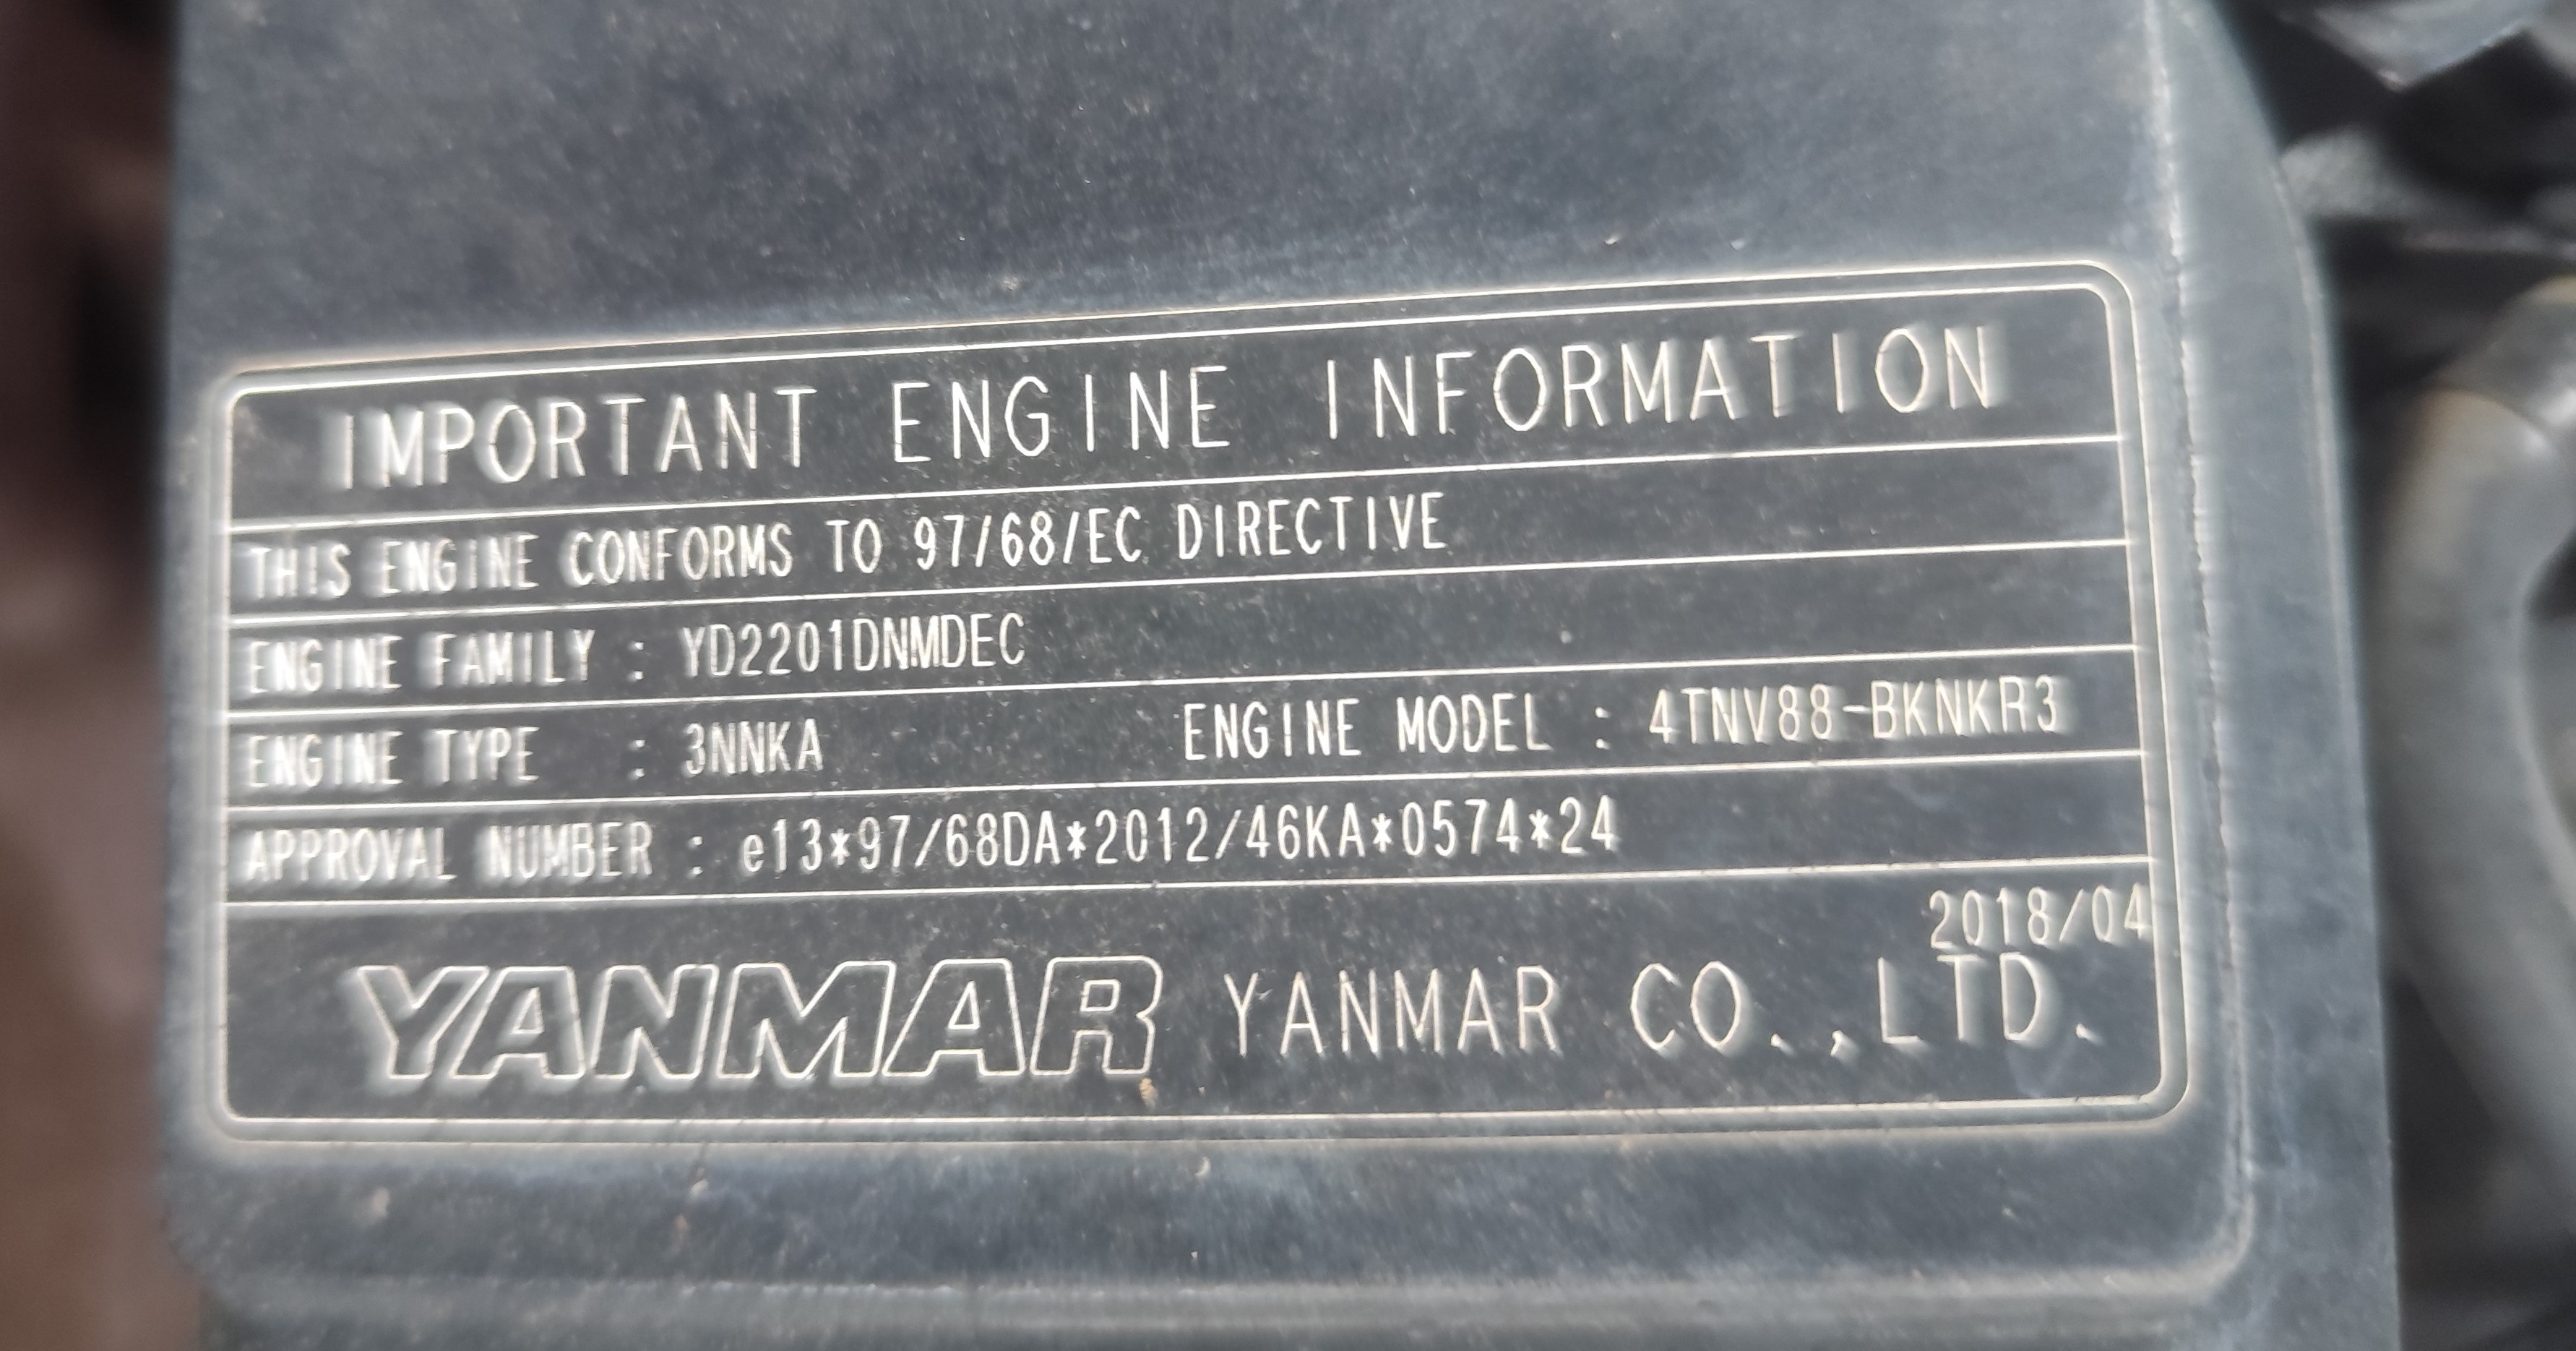 IMPORTANT ENGINE INFORMATION
THIS ENGINE CONFORMS TO 97/68/EC DIRECTIVE
ENGINE FAMILY : YD2201DNMDEC
ENGINE TYPE : 3NNKA ENGINE MODEL : 4TNV88-BKNKR3
APPROVAL NUMBER : e13*97/68DA*2012/46KA*0574*24
2018/04
YANMAR YANMAR CO.,LTD.